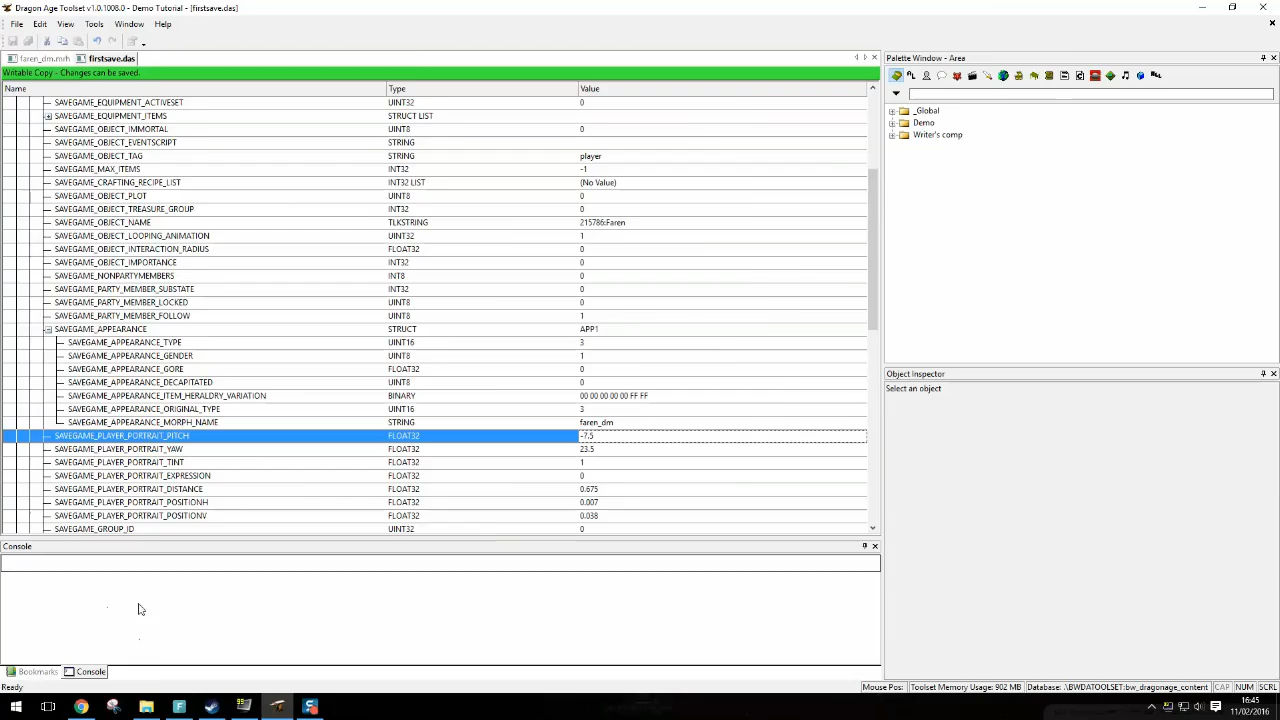 Dragon Age Toolset v1.0.1008.0 - Demo Tutorial - [firstsave.das]
File Edit View Tools Window Help
faren_dm.mrh firstsave.das
Writable Copy - Changes can be saved.
Name Type Value
SAVEGAME_EQUIPMENT_ACTIVESET UINT32 0
SAVEGAME_EQUIPMENT_ITEMS STRUCT LIST
SAVEGAME_OBJECT_IMMORTAL UINT8 0
SAVEGAME_OBJECT_EVENTSCRIPT STRING
SAVEGAME_OBJECT_TAG STRING player
SAVEGAME_MAX_ITEMS INT32 -1
SAVEGAME_CRAFTING_RECIPE_LIST INT32 LIST (No Value)
SAVEGAME_OBJECT_PLOT UINT8 0
SAVEGAME_OBJECT_TREASURE_GROUP INT32 0
SAVEGAME_OBJECT_NAME TLKSTRING 215786:Faren
SAVEGAME_OBJECT_LOOPING_ANIMATION UINT32 1
SAVEGAME_OBJECT_INTERACTION_RADIUS FLOAT32 0
SAVEGAME_OBJECT_IMPORTANCE INT32 0
SAVEGAME_NONPARTYMEMBERS INT8 0
SAVEGAME_PARTY_MEMBER_SUBSTATE INT32 0
SAVEGAME_PARTY_MEMBER_LOCKED UINT8 0
SAVEGAME_PARTY_MEMBER_FOLLOW UINT8 1
SAVEGAME_APPEARANCE STRUCT APP1
SAVEGAME_APPEARANCE_TYPE UINT16 3
SAVEGAME_APPEARANCE_GENDER UINT8 1
SAVEGAME_APPEARANCE_GORE FLOAT32 0
SAVEGAME_APPEARANCE_DECAPITATED UINT8 0
SAVEGAME_APPEARANCE_ITEM_HERALDRY_VARIATION BINARY 00 00 00 00 00 FF FF
SAVEGAME_APPEARANCE_ORIGINAL_TYPE UINT16 3
SAVEGAME_APPEARANCE_MORPH_NAME STRING faren_dm
SAVEGAME_PLAYER_PORTRAIT_PITCH FLOAT32 -7.5
SAVEGAME_PLAYER_PORTRAIT_YAW FLOAT32 23.5
SAVEGAME_PLAYER_PORTRAIT_TINT FLOAT32 1
SAVEGAME_PLAYER_PORTRAIT_EXPRESSION FLOAT32 0
SAVEGAME_PLAYER_PORTRAIT_DISTANCE FLOAT32 0.675
SAVEGAME_PLAYER_PORTRAIT_POSITIONH FLOAT32 0.007
SAVEGAME_PLAYER_PORTRAIT_POSITIONV FLOAT32 0.038
SAVEGAME_GROUP_ID UINT32 0
Console
Bookmarks Console
Palette Window - Area
_Global
Demo
Writer's comp
Object Inspector
Select an object
Ready Mouse Pos: Toolset Memory Usage: 902 MB Database: .\BWDATOOLSET:bw_dragonage_content CAP NUM SCRL
16:45
11/02/2016